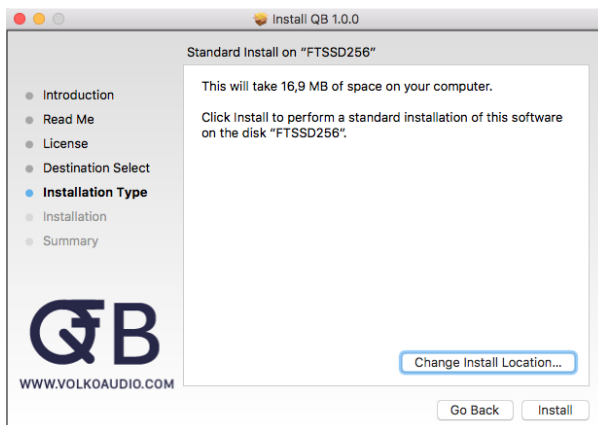 Install QB 1.0.0
Standard Install on “FTSSD256”
Introduction
Read Me
License
Destination Select
Installation Type
Installation
Summary
This will take 16,9 MB of space on your computer.
Click Install to perform a standard installation of this software
on the disk “FTSSD256”.
QB
WWW.VOLKOAUDIO.COM
Change Install Location...
Go Back
Install